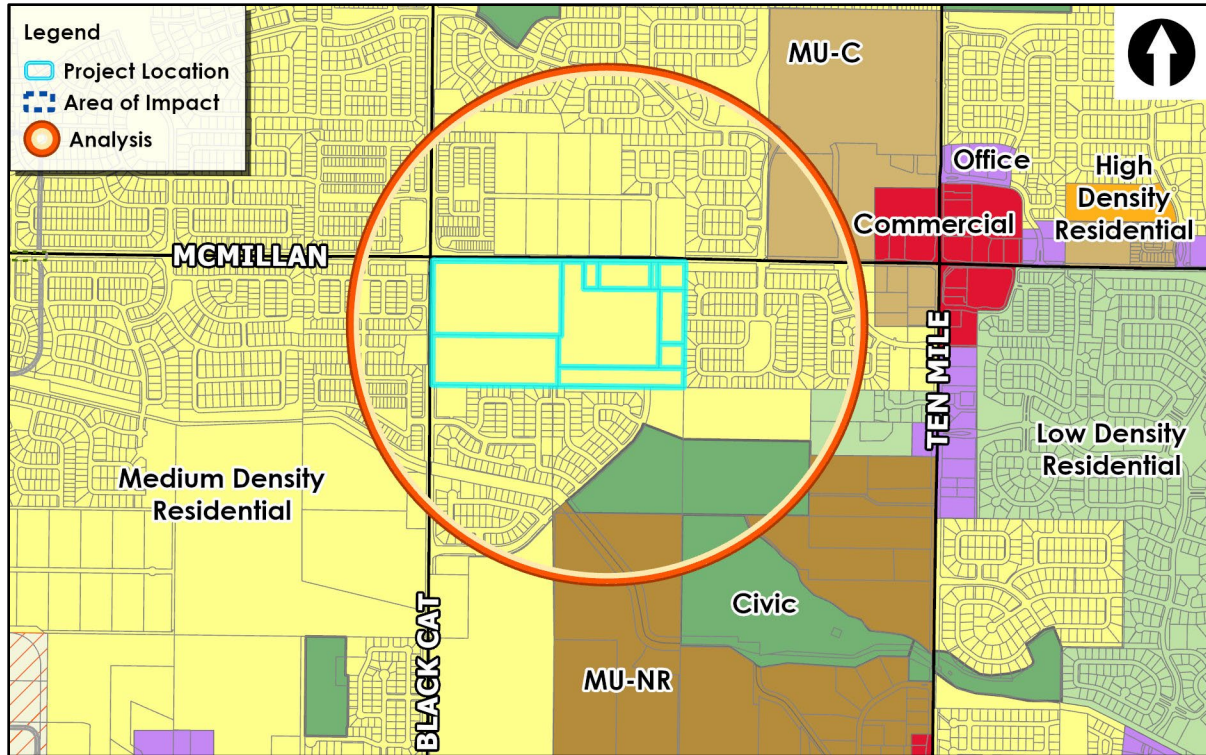 Legend
Project Location
Area of Impact
Analysis
MU-C
Office
High
Density
Residential
Commercial
MCMILLAN
TEN MILE
Low Density
Residential
Medium Density
Residential
Civic
BLACK CAT
MU-NR